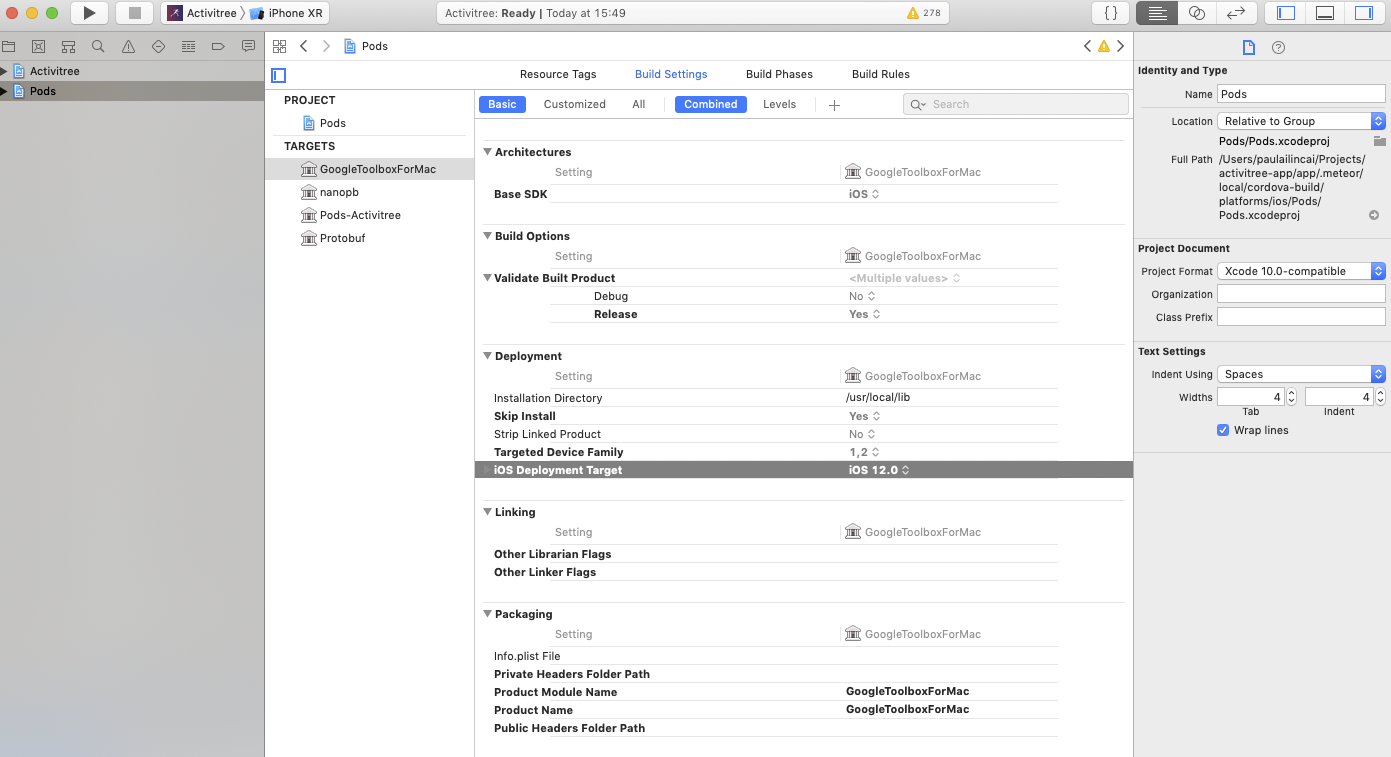 Activitree
iPhone XR
Activitree: Ready | Today at 15:49
278
{ }
Activitree
Pods
Pods
Resource Tags
Build Settings
Build Phases
Build Rules
PROJECT
Pods
TARGETS
GoogleToolboxForMac
nanopb
Pods-Activitree
Protobuf
Basic
Customized
All
Combined
Levels
+
Search
Architectures
Setting GoogleToolboxForMac
Base SDK iOS
Build Options
Setting GoogleToolboxForMac
Validate Built Product <Multiple values>
Debug No
Release Yes
Deployment
Setting GoogleToolboxForMac
Installation Directory /usr/local/lib
Skip Install Yes
Strip Linked Product No
Targeted Device Family 1,2
iOS Deployment Target iOS 12.0
Linking
Setting GoogleToolboxForMac
Other Librarian Flags
Other Linker Flags
Packaging
Setting GoogleToolboxForMac
Info.plist File
Private Headers Folder Path
Product Module Name GoogleToolboxForMac
Product Name GoogleToolboxForMac
Public Headers Folder Path
Identity and Type
Name Pods
Location Relative to Group
Pods/Pods.xcodeproj
Full Path /Users/paulailincai/Projects/
activitree-app/app/.meteor/
local/cordova-build/
platforms/ios/Pods/
Pods.xcodeproj
Project Document
Project Format Xcode 10.0-compatible
Organization
Class Prefix
Text Settings
Indent Using Spaces
Widths 4 4
Tab Indent
Wrap lines